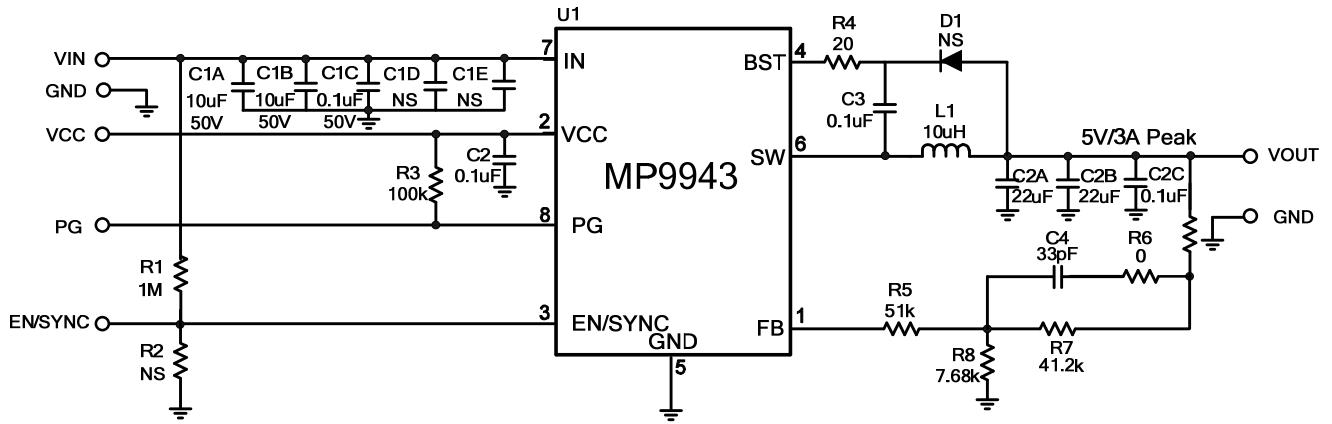 U1
VIN
7
IN
C1A
10uF
50V
C1B
10uF
50V
C1C
0.1uF
50V
C1D
NS
C1E
NS
GND
VCC
2
VCC
R3
100k
C2
0.1uF
PG
8
PG
R1
1M
EN/SYNC
3
EN/SYNC
R2
NS
GND
5
MP9943
BST
4
R4
20
D1
NS
C3
0.1uF
SW
6
L1
10uH
5V/3A Peak
VOUT
C2A
22uF
C2B
22uF
C2C
0.1uF
GND
C4
33pF
R6
0
FB
1
R5
51k
R7
41.2k
R8
7.68k